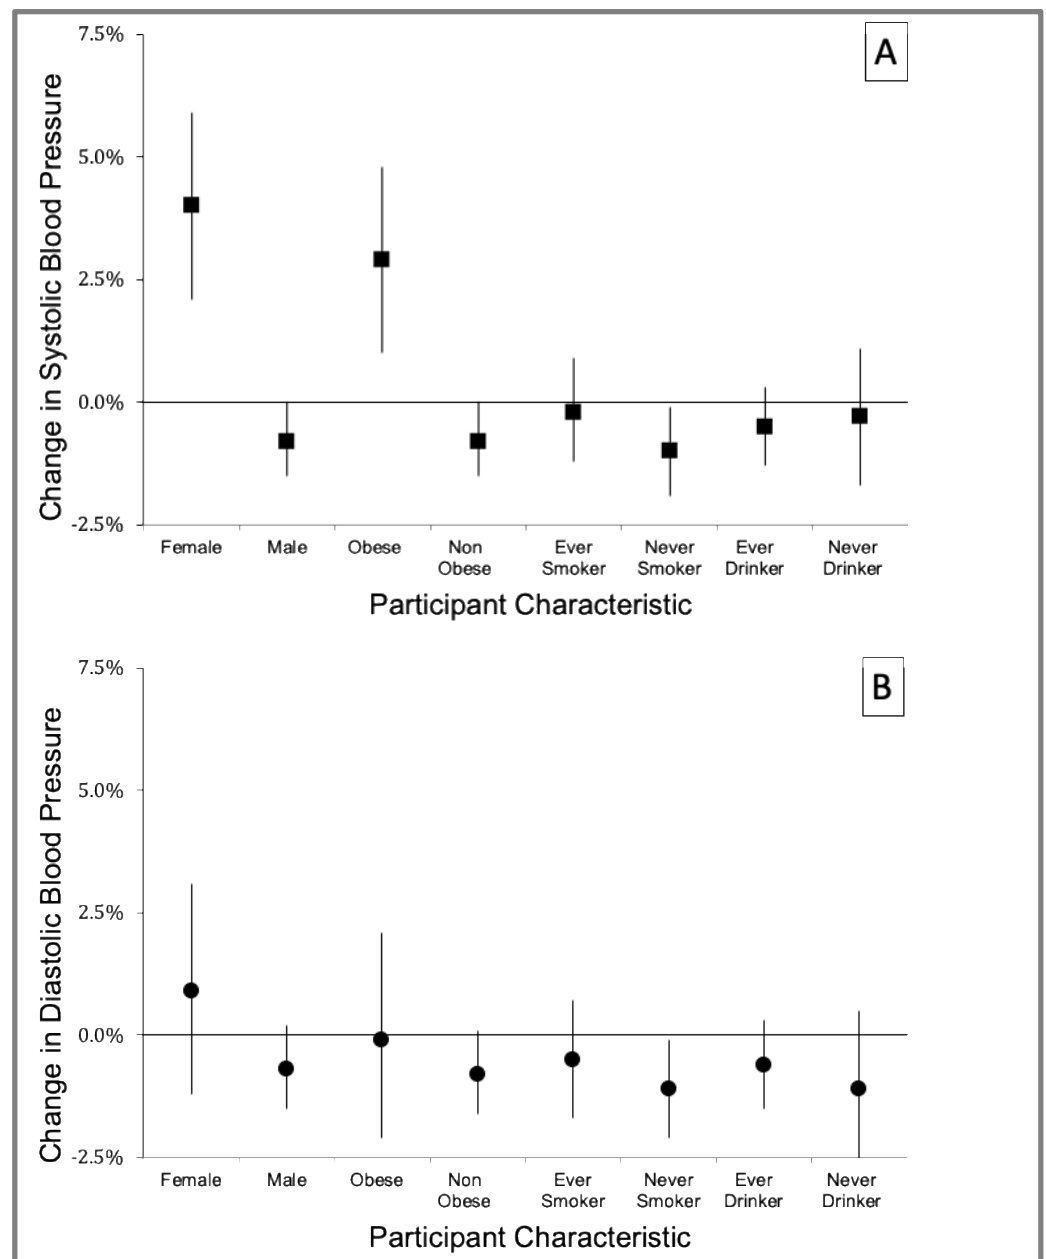 A
7.5%
5.0%
2.5%
0.0%
-2.5%
Change in Systolic Blood Pressure
Female Male Obese Non Obese Ever Smoker Never Smoker Ever Drinker Never Drinker
Participant Characteristic
B
7.5%
5.0%
2.5%
0.0%
-2.5%
Change in Diastolic Blood Pressure
Female Male Obese Non Obese Ever Smoker Never Smoker Ever Drinker Never Drinker
Participant Characteristic